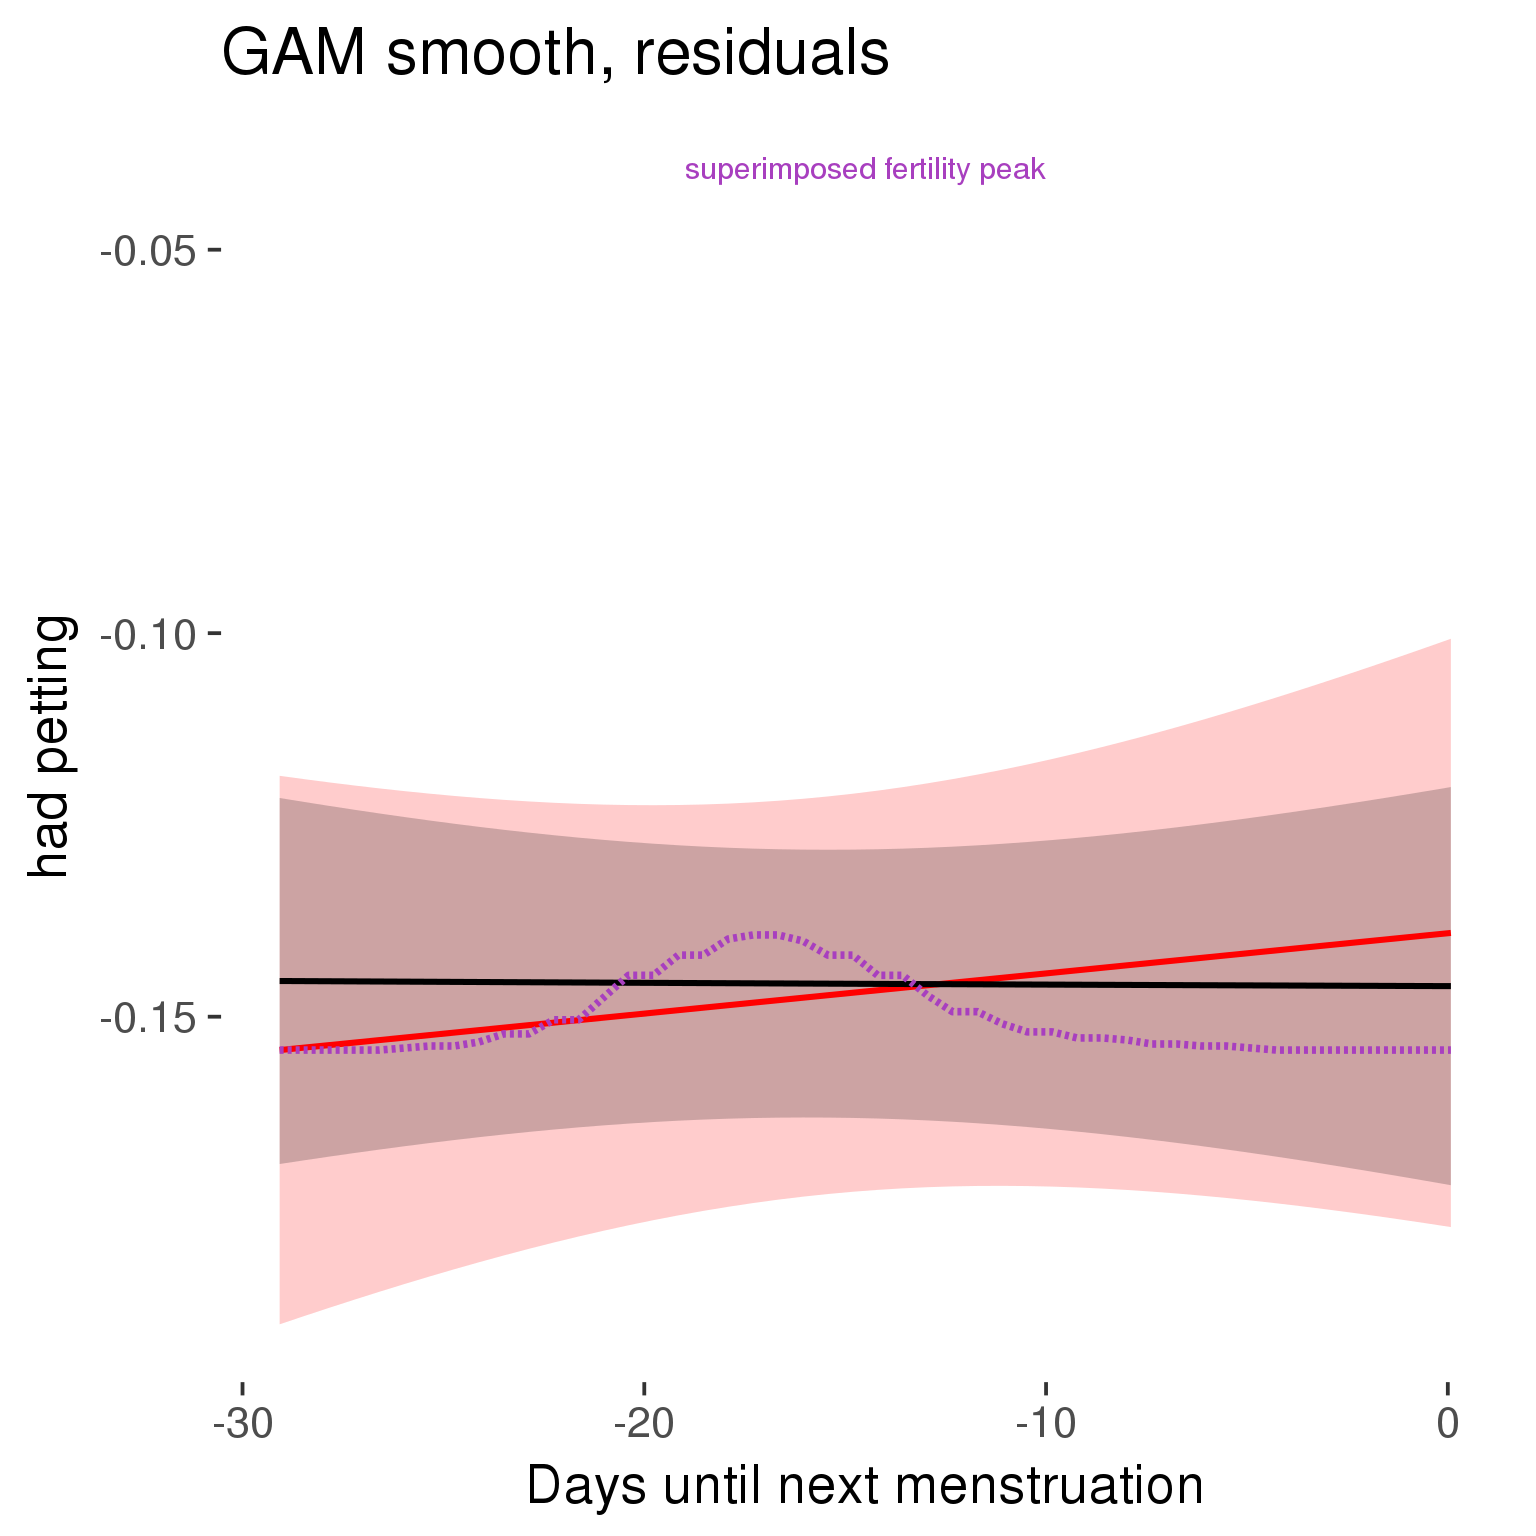 GAM smooth, residuals
superimposed fertility peak
-0.05
-0.10
-0.15
had petting
-30
-20
-10
0
Days until next menstruation